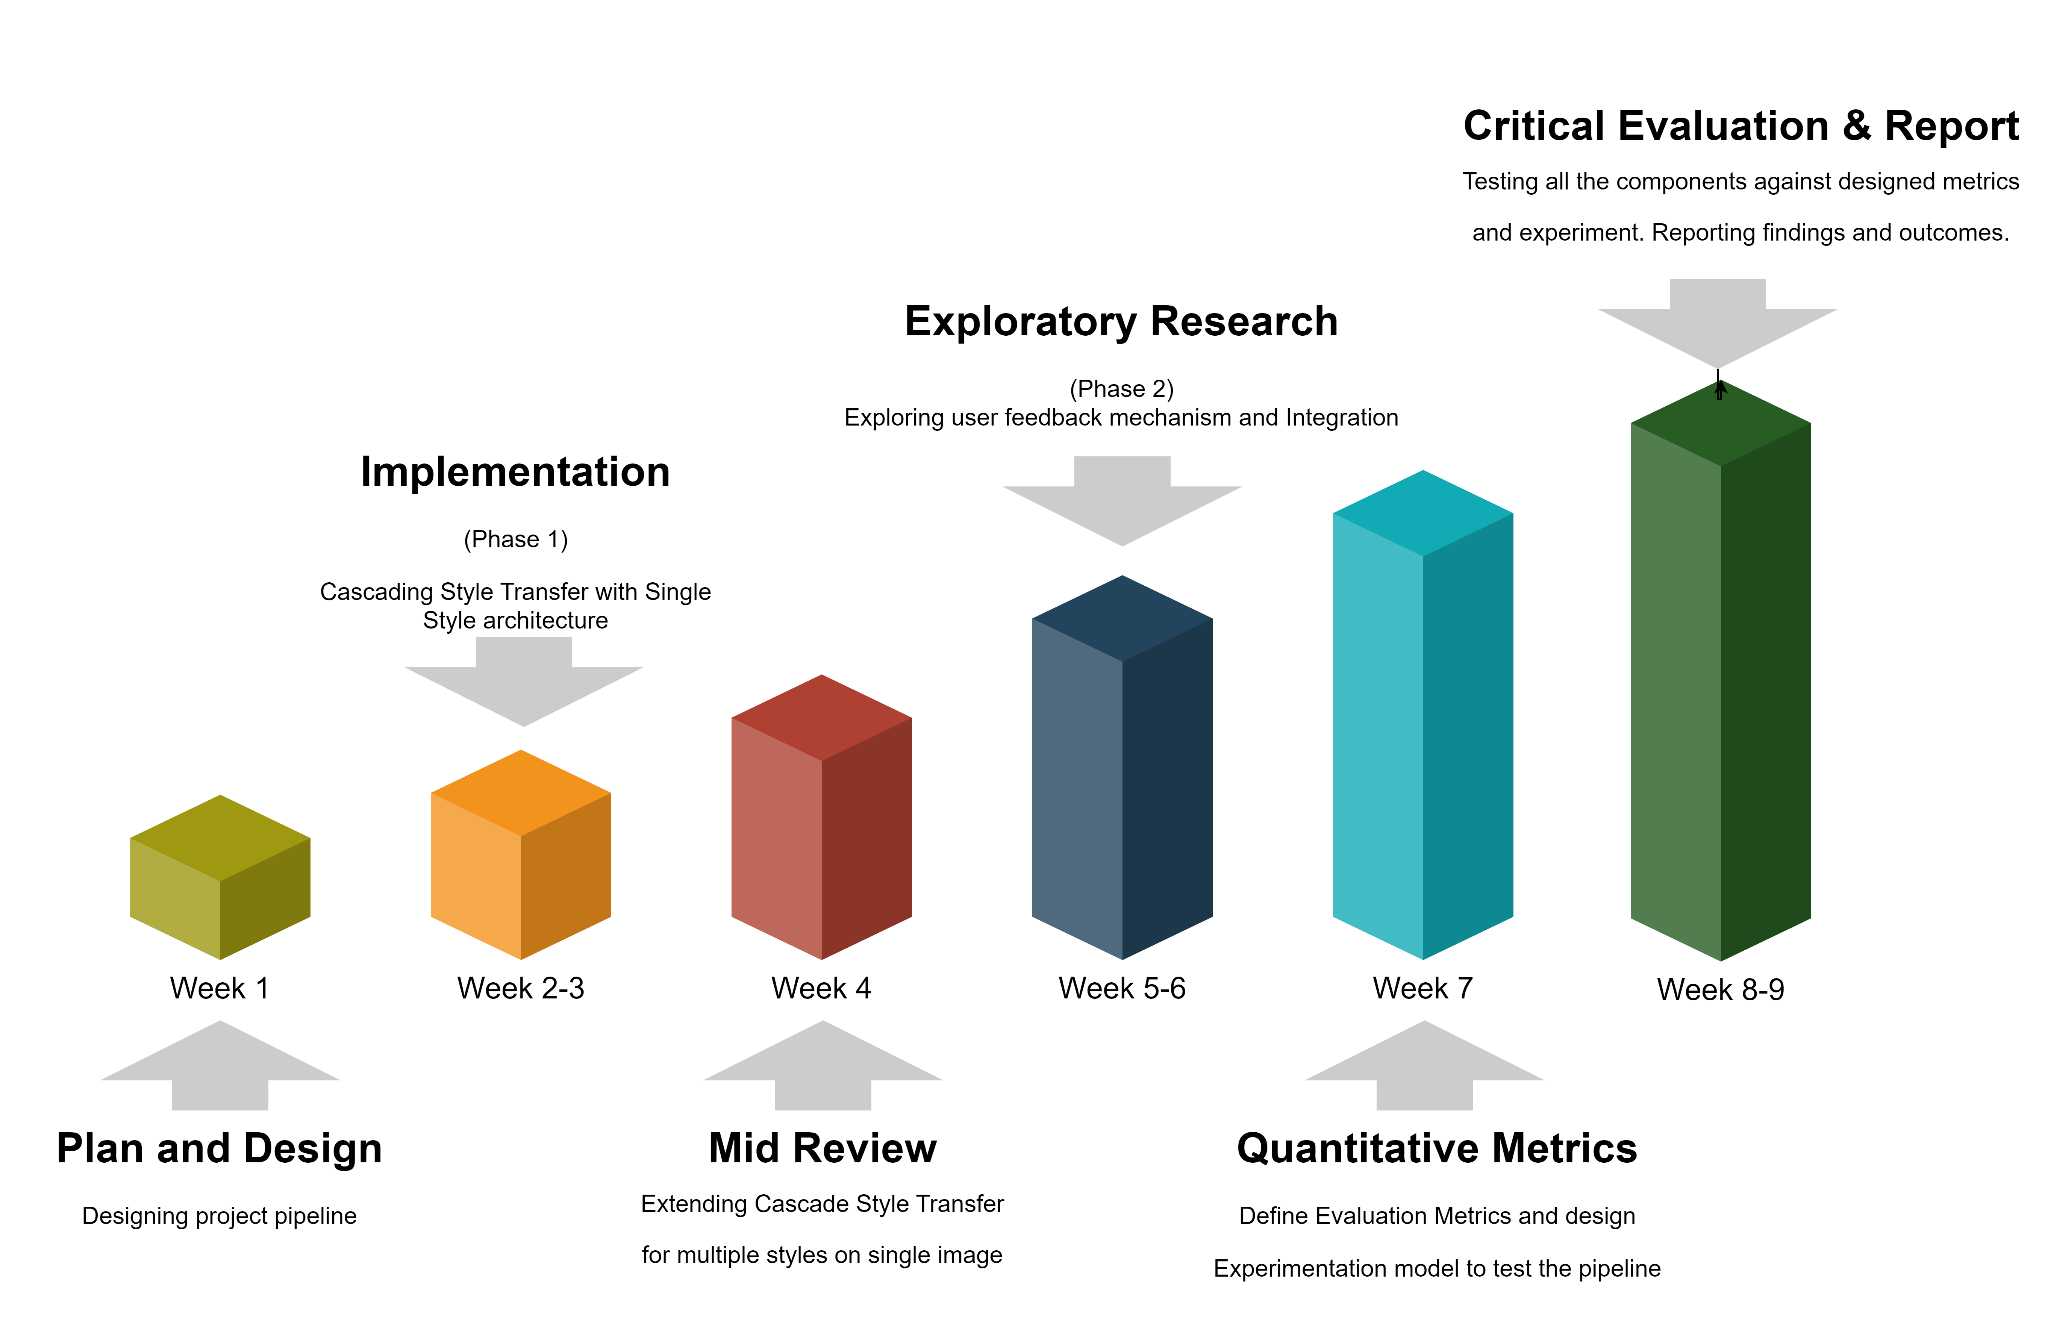 Critical Evaluation & Report
Testing all the components against designed metrics
and experiment. Reporting findings and outcomes.
Exploratory Research
(Phase 2)
Exploring user feedback mechanism and Integration
Implementation
(Phase 1)
Cascading Style Transfer with Single
Style architecture
Week 1
Week 2-3
Week 4
Week 5-6
Week 7
Week 8-9
Plan and Design
Designing project pipeline
Mid Review
Extending Cascade Style Transfer
for multiple styles on single image
Quantitative Metrics
Define Evaluation Metrics and design
Experimentation model to test the pipeline